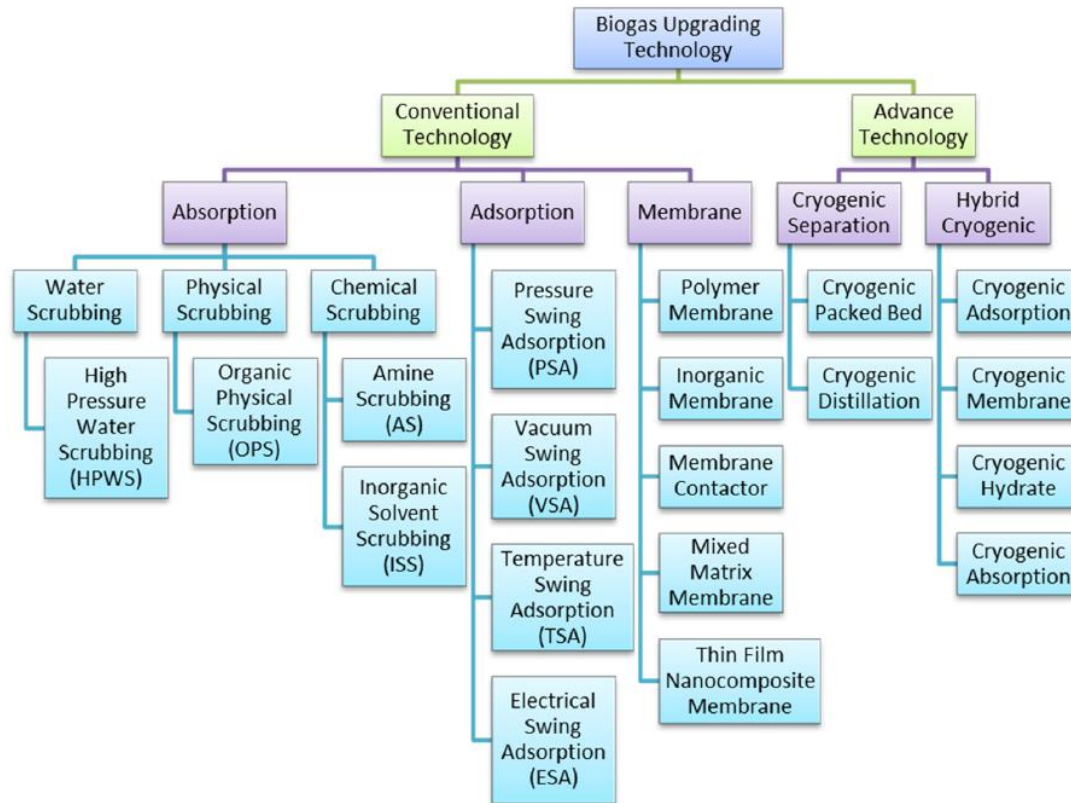 Biogas Upgrading
Technology
Conventional
Technology
Advance
Technology
Absorption
Adsorption
Membrane
Cryogenic
Separation
Hybrid
Cryogenic
Water
Scrubbing
High
Pressure
Water
Scrubbing
(HPWS)
Physical
Scrubbing
Organic
Physical
Scrubbing
(OPS)
Chemical
Scrubbing
Amine
Scrubbing
(AS)
Inorganic
Solvent
Scrubbing
(ISS)
Pressure
Swing
Adsorption
(PSA)
Vacuum
Swing
Adsorption
(VSA)
Temperature
Swing
Adsorption
(TSA)
Electrical
Swing
Adsorption
(ESA)
Polymer
Membrane
Inorganic
Membrane
Membrane
Contactor
Mixed
Matrix
Membrane
Thin Film
Nanocomposite
Membrane
Cryogenic
Packed Bed
Cryogenic
Distillation
Cryogenic
Adsorption
Cryogenic
Membrane
Cryogenic
Hydrate
Cryogenic
Absorption